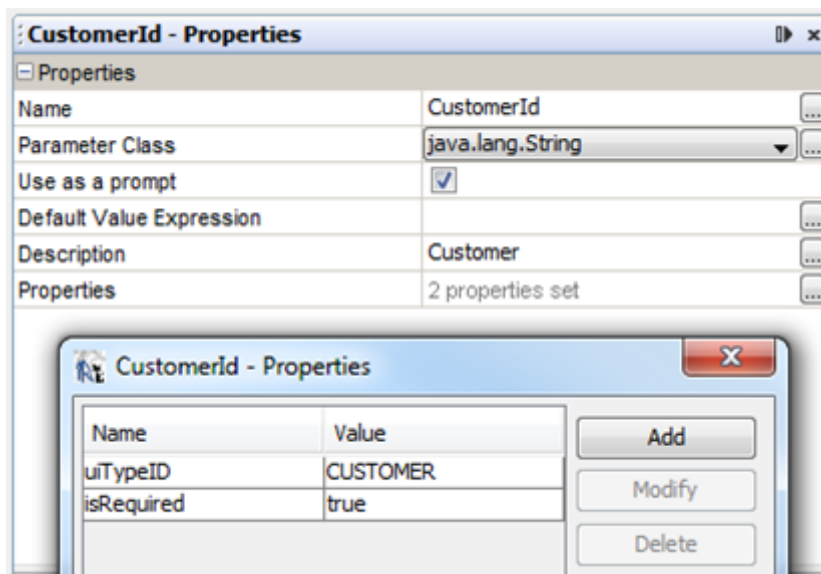 CustomerId - Properties
Properties
Name CustomerId ...
Parameter Class java.lang.String ...
Use as a prompt
Default Value Expression ...
Description Customer ...
Properties 2 properties set ...
CustomerId - Properties
Name Value Add
uiTypeID CUSTOMER
isRequired true Modify
Delete